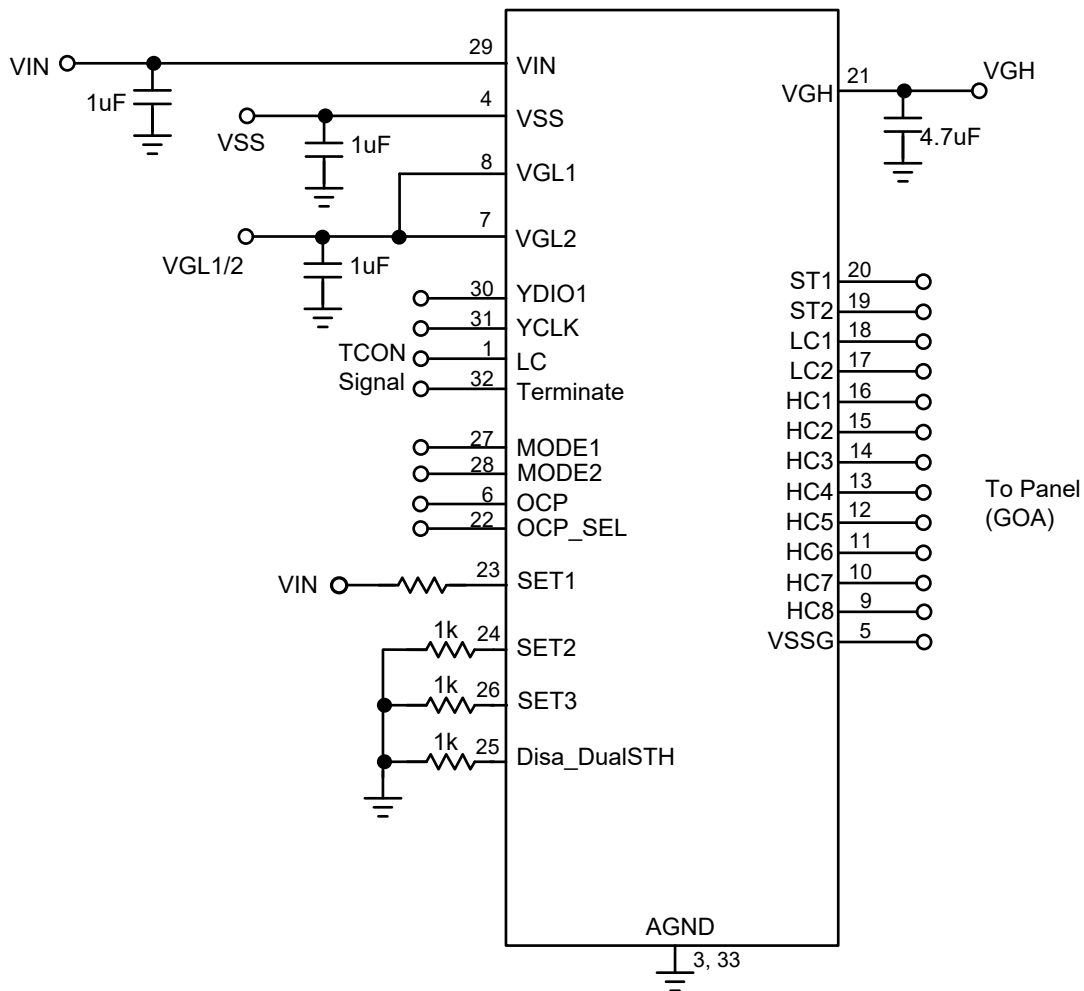 VIN
29
VIN
1uF
4
VSS
VSS
1uF
8
VGL1
7
VGL2
VGL1/2
1uF
30
YDIO1
31
YCLK
TCON
Signal
1
LC
32
Terminate
27
MODE1
28
MODE2
6
OCP
22
OCP_SEL
VIN
23
SET1
1k
24
SET2
1k
26
SET3
1k
25
Disa_DualSTH
VGH
21
VGH
4.7uF
ST1
20
ST2
19
LC1
18
LC2
17
HC1
16
HC2
15
HC3
14
HC4
13
HC5
12
HC6
11
HC7
10
HC8
9
VSSG
5
To Panel
(GOA)
AGND
3, 33